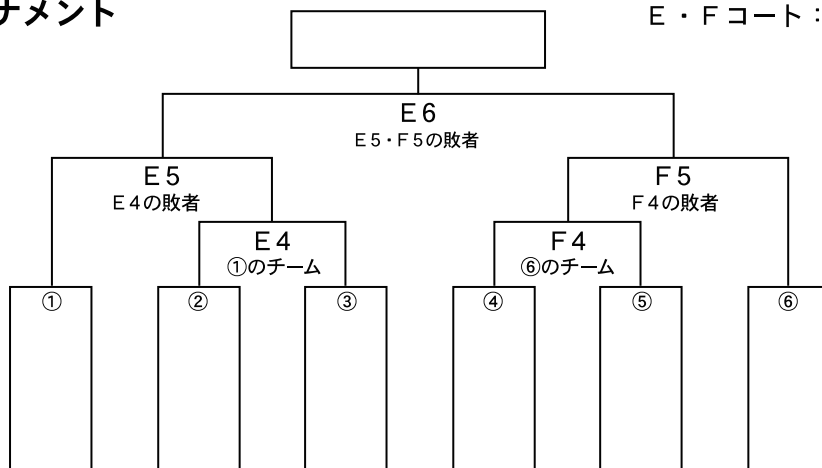 ナメント
E・Fコート：
E6
E5・F5の敗者
E5
E4の敗者
F5
F4の敗者
E4
①のチーム
F4
⑥のチーム
①
②
③
④
⑤
⑥